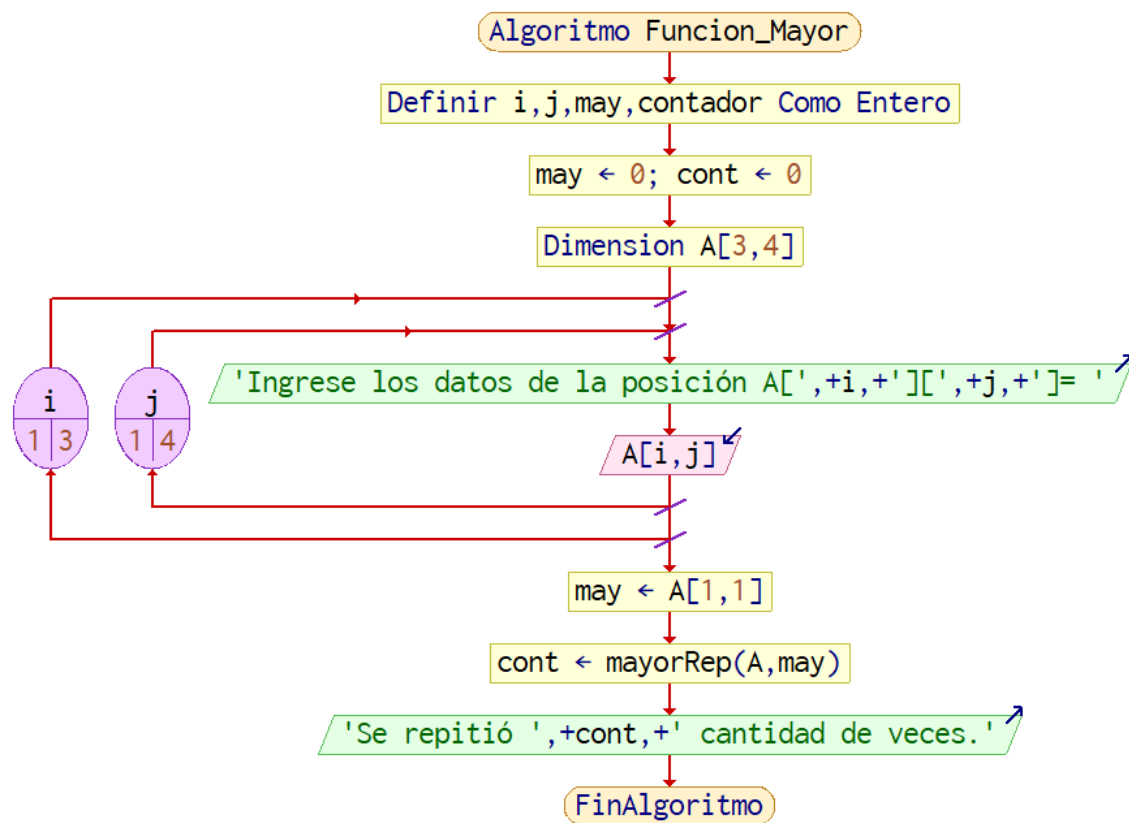 Algoritmo Funcion_Mayor
Definir i,j,may,contador Como Entero
may ← 0; cont ← 0
Dimension A[3,4]
'Ingrese los datos de la posición A[',+i,+'][',+j,+']= '
i
1 3
j
1 4
A[i,j]
may ← A[1,1]
cont ← mayorRep(A,may)
'Se repitió ',+cont,+' cantidad de veces.'
FinAlgoritmo